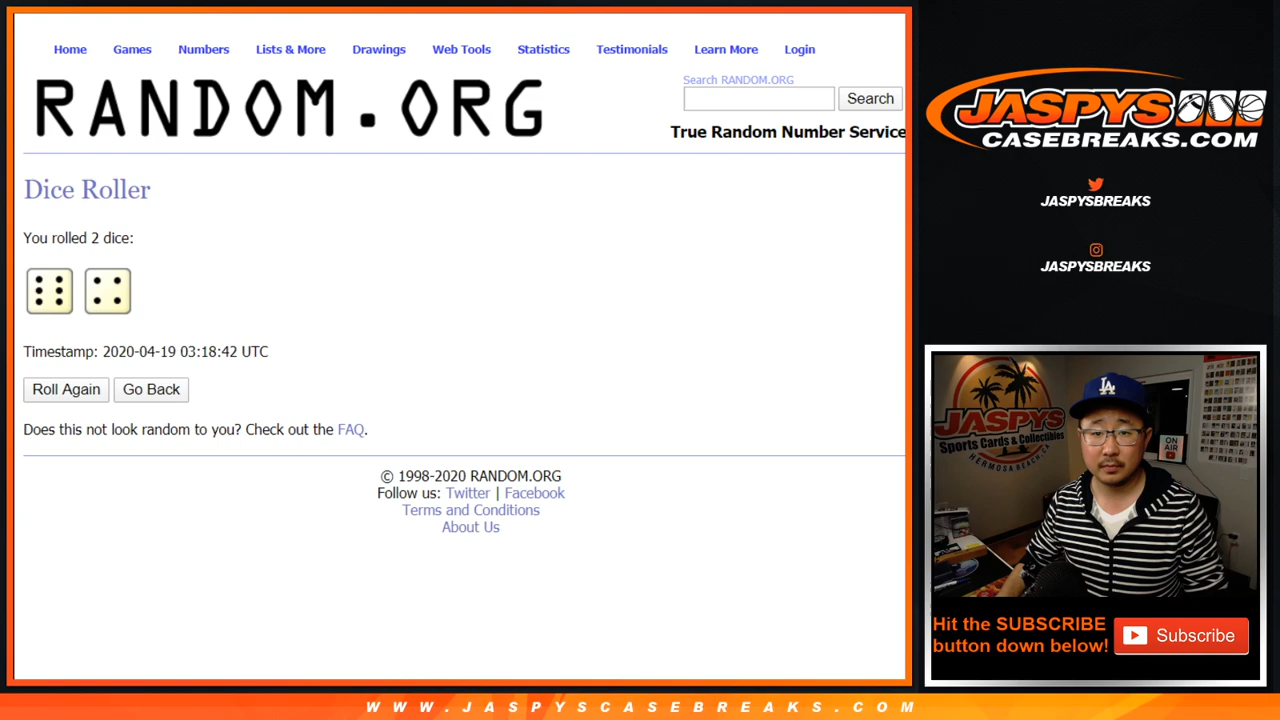 Home Games Numbers Lists & More Drawings Web Tools Statistics Testimonials Learn More Login
RANDOM.ORG
Search RANDOM.ORG
Search
True Random Number Service
Dice Roller
You rolled 2 dice:
Timestamp: 2020-04-19 03:18:42 UTC
Roll Again Go Back
Does this not look random to you? Check out the FAQ.
© 1998-2020 RANDOM.ORG
Follow us: Twitter | Facebook
Terms and Conditions
About Us
JASPYS
CASEBREAKS.COM
JASPYSBREAKS
JASPYSBREAKS
JASPYS
Sports Cards & Collectibles
HERMOSA BEACH, CA
ON
AIR
LA
Hit the SUBSCRIBE
button down below!
Subscribe
WWW.JASPYSCASEBREAKS.COM